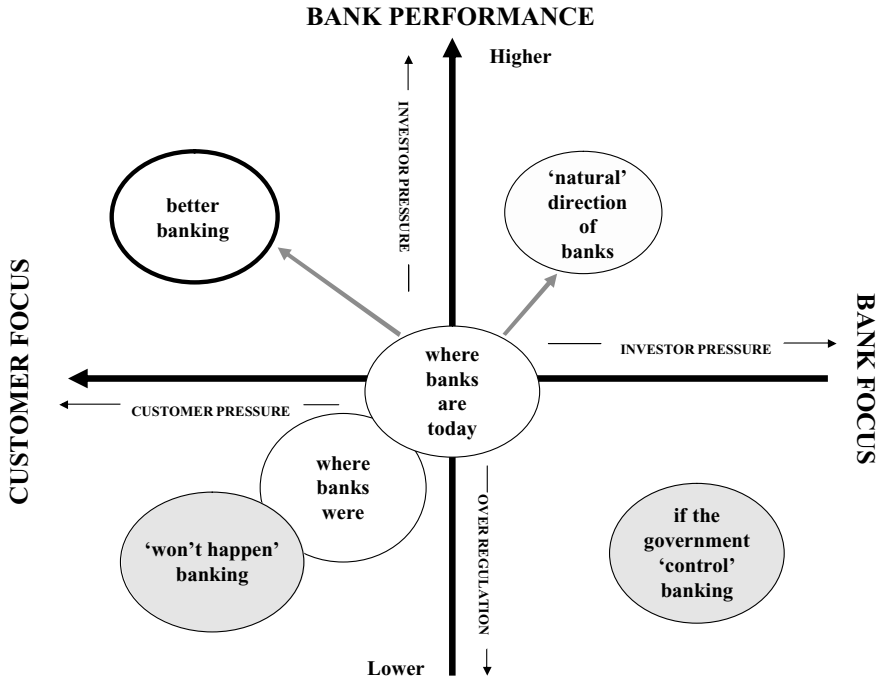 BANK PERFORMANCE
Higher
INVESTOR PRESSURE
better
banking
‘natural’
direction
of
banks
CUSTOMER FOCUS
BANK FOCUS
INVESTOR PRESSURE
where
banks
are
today
CUSTOMER PRESSURE
where
banks
were
‘won’t happen’
banking
OVER REGULATION
if the
government
‘control’
banking
Lower